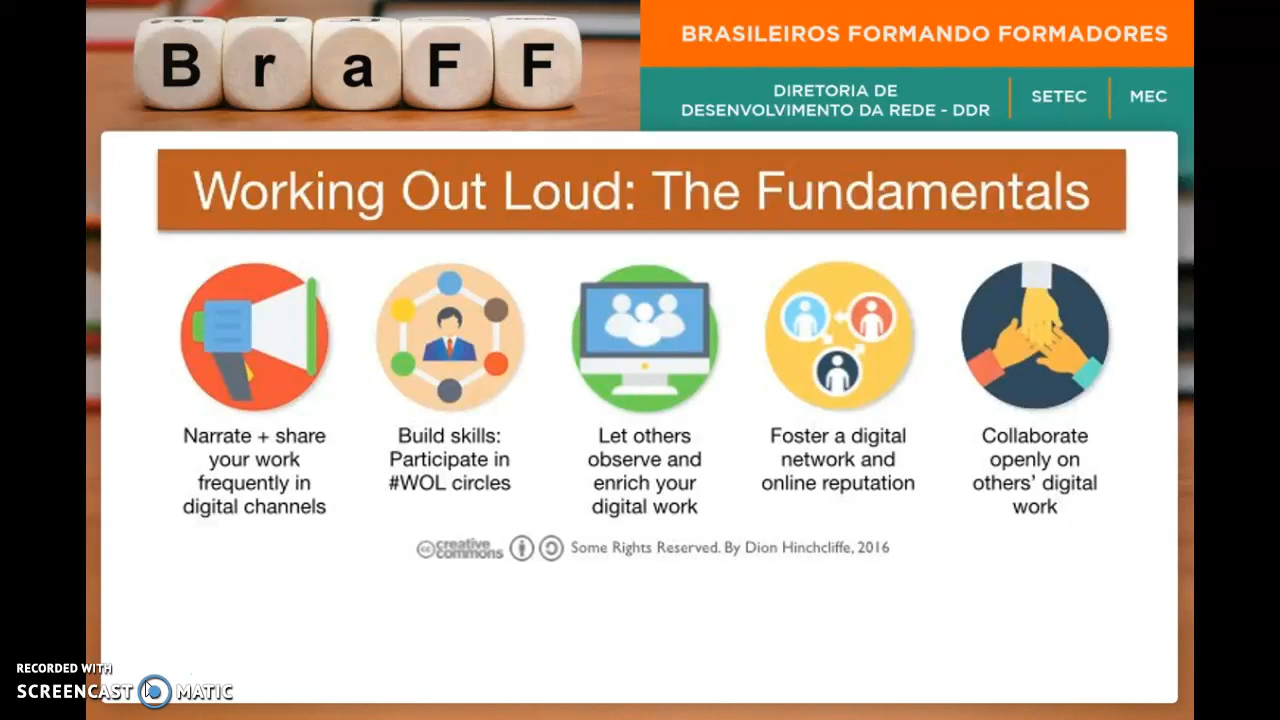 BraFF
BRASILEIROS FORMANDO FORMADORES
DIRETORIA DE
DESENVOLVIMENTO DA REDE - DDR
SETEC
MEC
Working Out Loud: The Fundamentals
Narrate + share
your work
frequently in
digital channels
Build skills:
Participate in
#WOL circles
Let others
observe and
enrich your
digital work
Foster a digital
network and
online reputation
Collaborate
openly on
others' digital
work
cc creative
commons
Some Rights Reserved. By Dion Hinchcliffe, 2016
RECORDED WITH
SCREENCAST MATIC